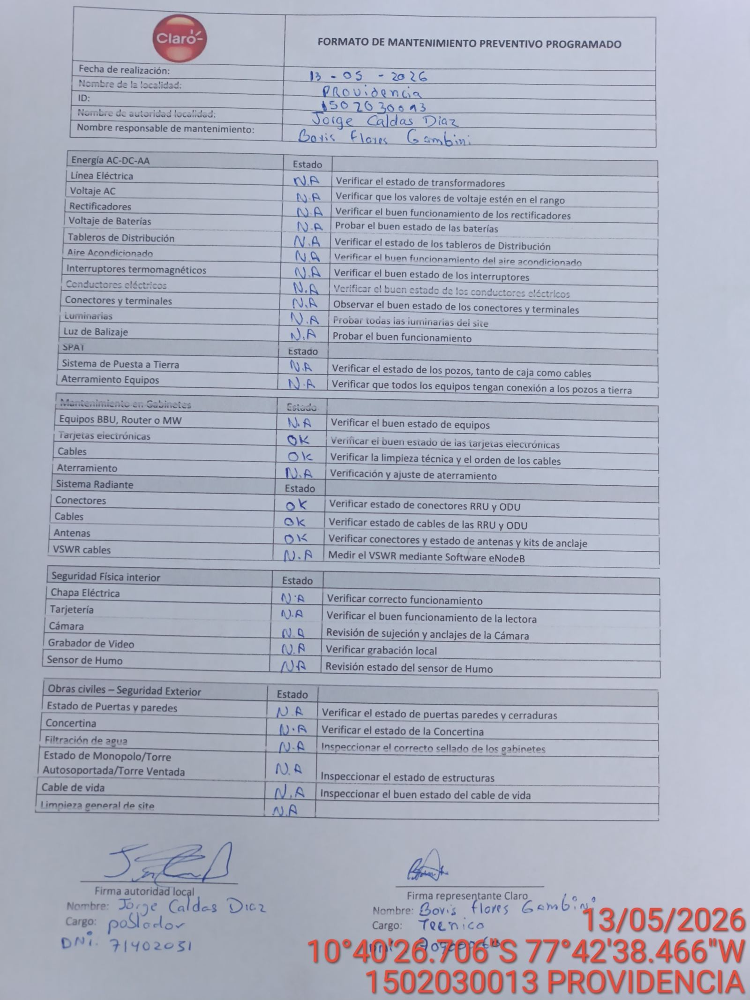 Claro
FORMATO DE MANTENIMIENTO PREVENTIVO PROGRAMADO
Fecha de realización: 13 - 05 - 2026
Nombre de la localidad: PROVidencia
ID: 1502030013
Nombre de autoridad localidad: Jorge Caldas Diaz
Nombre responsable de mantenimiento: Boris Flores Gambini
Energía AC-DC-AA Estado
Línea Eléctrica N.A Verificar el estado de transformadores
Voltaje AC N.A Verificar que los valores de voltaje estén en el rango
Rectificadores N.A Verificar el buen funcionamiento de los rectificadores
Voltaje de Baterías N.A Probar el buen estado de las baterías
Tableros de Distribución N.A Verificar el estado de los tableros de Distribución
Aire Acondicionado N.A Verificar el buen funcionamiento del aire acondicionado
Interruptores termomagnéticos N.A Verificar el buen estado de los interruptores
Conductores eléctricos N.A Verificar el buen estado de los conductores eléctricos
Conectores y terminales N.A Observar el buen estado de los conectores y terminales
Luminarias N.A Probar todas las luminarias del site
Luz de Balizaje N.A Probar el buen funcionamiento
SPAT Estado
Sistema de Puesta a Tierra N.A Verificar el estado de los pozos, tanto de caja como cables
Aterramiento Equipos N.A Verificar que todos los equipos tengan conexión a los pozos a tierra
Mantenimiento en Gabinetes Estado
Equipos BBU, Router o MW N.A Verificar el buen estado de equipos
Tarjetas electrónicas OK Verificar el buen estado de las tarjetas electrónicas
Cables OK Verificar la limpieza técnica y el orden de los cables
Aterramiento N.A Verificación y ajuste de aterramiento
Sistema Radiante Estado
Conectores OK Verificar estado de conectores RRU y ODU
Cables OK Verificar estado de cables de las RRU y ODU
Antenas OK Verificar conectores y estado de antenas y kits de anclaje
VSWR cables N.A Medir el VSWR mediante Software eNodeB
Seguridad Física interior Estado
Chapa Eléctrica N.A Verificar correcto funcionamiento
Tarjetería N.A Verificar el buen funcionamiento de la lectora
Cámara N.A Revisión de sujeción y anclajes de la Cámara
Grabador de Video N.A Verificar grabación local
Sensor de Humo NA Revisión estado del sensor de Humo
Obras civiles – Seguridad Exterior Estado
Estado de Puertas y paredes N.A Verificar el estado de puertas paredes y cerraduras
Concertina N.A Verificar el estado de la Concertina
Filtración de agua N.A Inspeccionar el correcto sellado de los gabinetes
Estado de Monopolo/Torre
Autosoportada/Torre Ventada N.A Inspeccionar el estado de estructuras
Cable de vida N.A Inspeccionar el buen estado del cable de vida
Limpieza general de site N.A
Firma autoridad local
Nombre: Jorge Caldas Diaz
Cargo: poblador
DNi. 71402031
Firma representante Claro
Nombre: Boris flores Gambini
Cargo: Tecnico
DNI
13/05/2026
10°40'26.706"S 77°42'38.466"W
1502030013 PROVIDENCIA